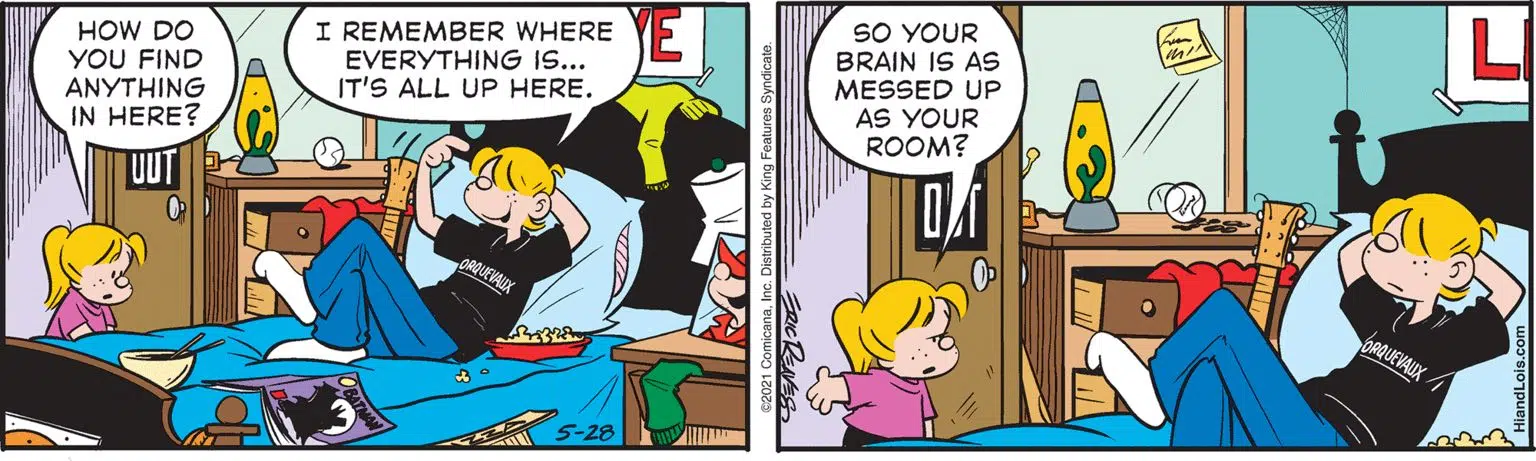 HOW DO
YOU FIND
ANYTHING
IN HERE?
I REMEMBER WHERE
EVERYTHING IS...
IT'S ALL UP HERE.
VE
OUT
ORQUEVAUX
BATMAN
5-28
©2021 Comicana, Inc. Distributed by King Features Syndicate.
SO YOUR
BRAIN IS AS
MESSED UP
AS YOUR
ROOM?
OUT
ORQUEVAUX
ERIC REAVES
HiandLois.com